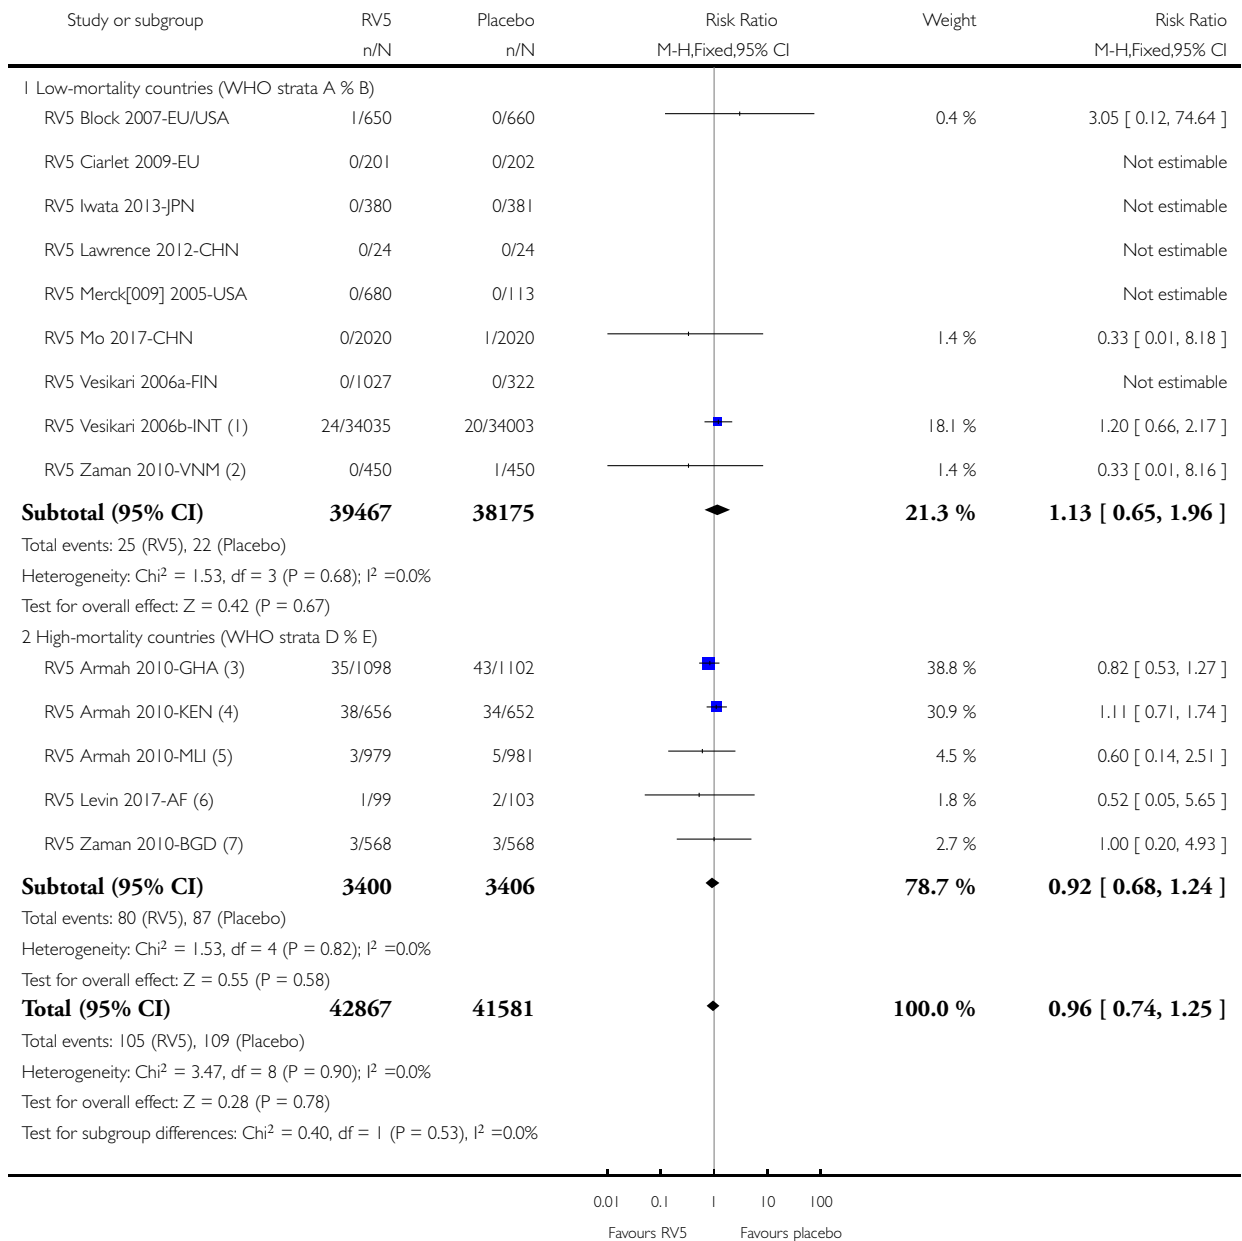 Study or subgroup RV5 Placebo Risk Ratio Weight Risk Ratio
n/N n/N M-H,Fixed,95% CI M-H,Fixed,95% CI
1 Low-mortality countries (WHO strata A % B)
RV5 Block 2007-EU/USA 1/650 0/660 0.4 % 3.05 [ 0.12, 74.64 ]
RV5 Ciarlet 2009-EU 0/201 0/202 Not estimable
RV5 Iwata 2013-JPN 0/380 0/381 Not estimable
RV5 Lawrence 2012-CHN 0/24 0/24 Not estimable
RV5 Merck[009] 2005-USA 0/680 0/113 Not estimable
RV5 Mo 2017-CHN 0/2020 1/2020 1.4 % 0.33 [ 0.01, 8.18 ]
RV5 Vesikari 2006a-FIN 0/1027 0/322 Not estimable
RV5 Vesikari 2006b-INT (1) 24/34035 20/34003 18.1 % 1.20 [ 0.66, 2.17 ]
RV5 Zaman 2010-VNM (2) 0/450 1/450 1.4 % 0.33 [ 0.01, 8.16 ]
Subtotal (95% CI) 39467 38175 21.3 % 1.13 [ 0.65, 1.96 ]
Total events: 25 (RV5), 22 (Placebo)
Heterogeneity: Chi² = 1.53, df = 3 (P = 0.68); I² =0.0%
Test for overall effect: Z = 0.42 (P = 0.67)
2 High-mortality countries (WHO strata D % E)
RV5 Armah 2010-GHA (3) 35/1098 43/1102 38.8 % 0.82 [ 0.53, 1.27 ]
RV5 Armah 2010-KEN (4) 38/656 34/652 30.9 % 1.11 [ 0.71, 1.74 ]
RV5 Armah 2010-MLI (5) 3/979 5/981 4.5 % 0.60 [ 0.14, 2.51 ]
RV5 Levin 2017-AF (6) 1/99 2/103 1.8 % 0.52 [ 0.05, 5.65 ]
RV5 Zaman 2010-BGD (7) 3/568 3/568 2.7 % 1.00 [ 0.20, 4.93 ]
Subtotal (95% CI) 3400 3406 78.7 % 0.92 [ 0.68, 1.24 ]
Total events: 80 (RV5), 87 (Placebo)
Heterogeneity: Chi² = 1.53, df = 4 (P = 0.82); I² =0.0%
Test for overall effect: Z = 0.55 (P = 0.58)
Total (95% CI) 42867 41581 100.0 % 0.96 [ 0.74, 1.25 ]
Total events: 105 (RV5), 109 (Placebo)
Heterogeneity: Chi² = 3.47, df = 8 (P = 0.90); I² =0.0%
Test for overall effect: Z = 0.28 (P = 0.78)
Test for subgroup differences: Chi² = 0.40, df = 1 (P = 0.53), I² =0.0%
0.01 0.1 1 10 100
Favours RV5 Favours placebo